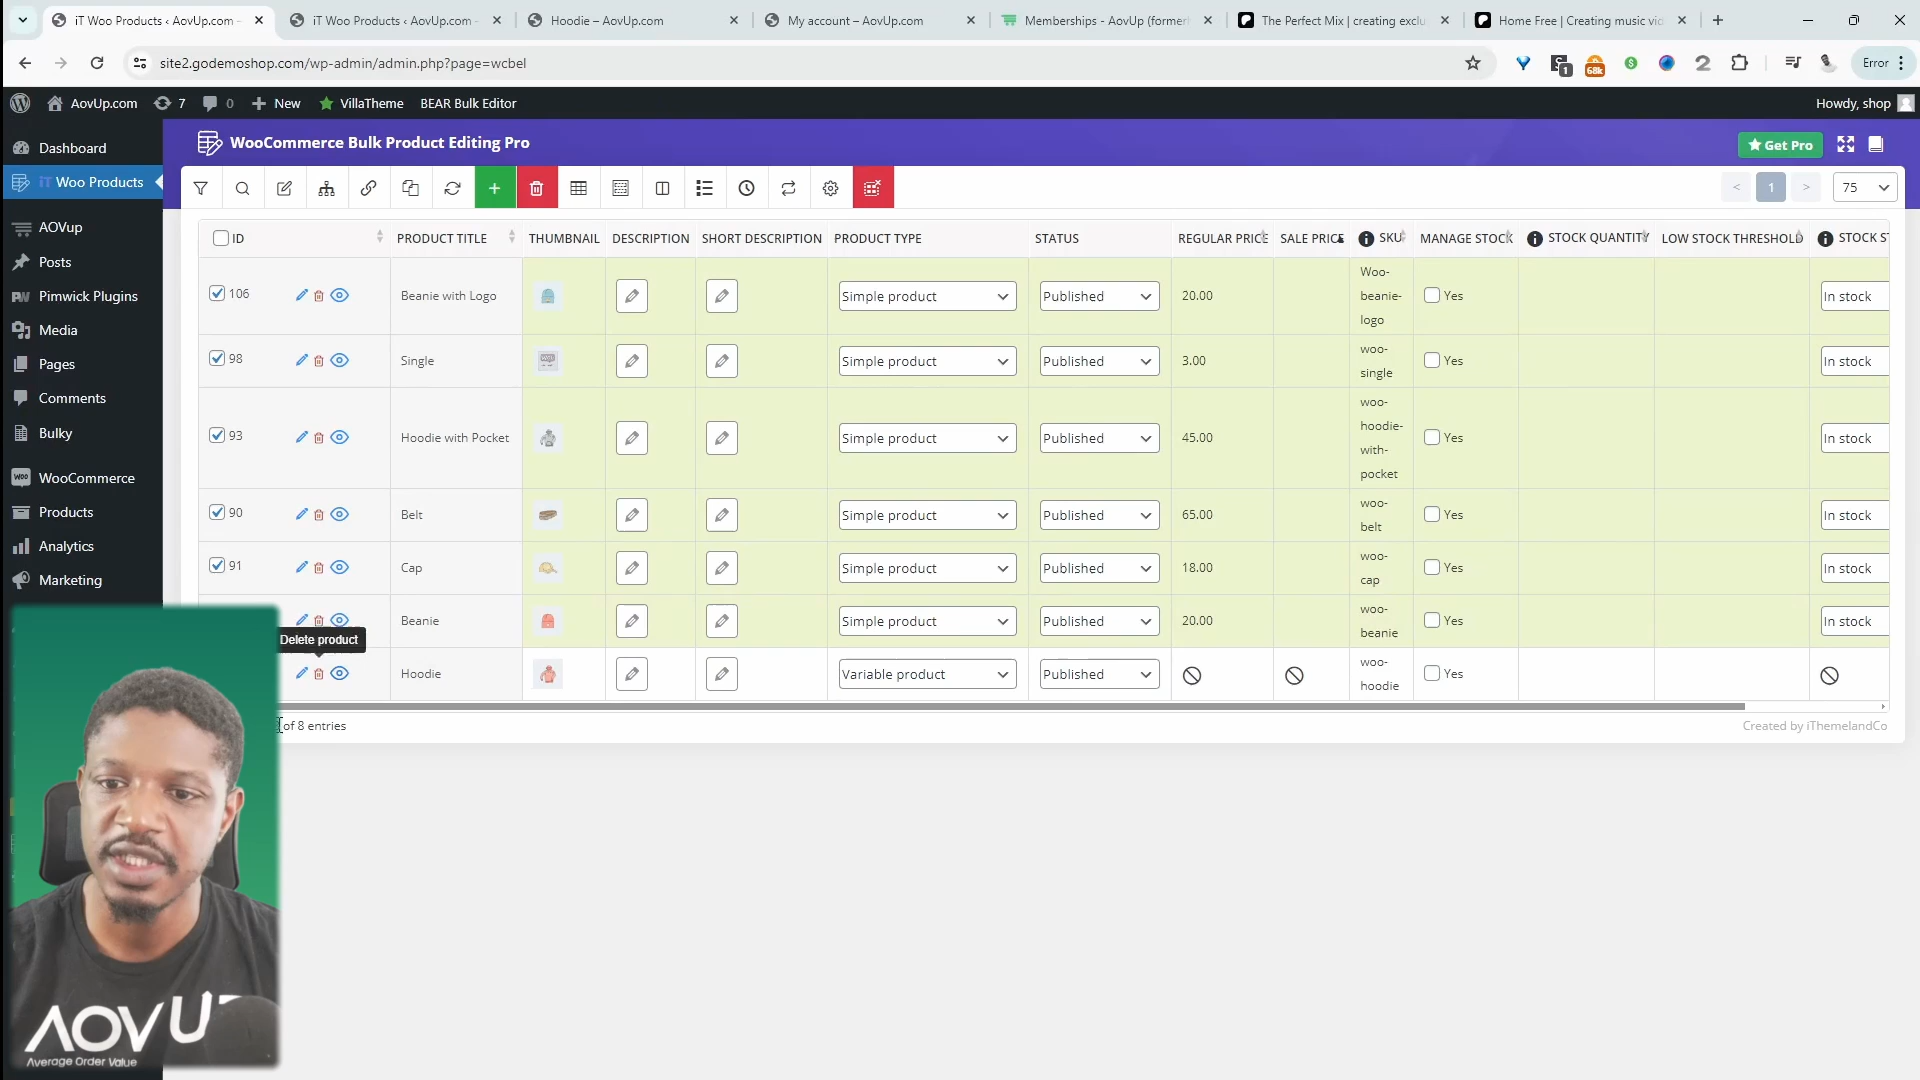 iT Woo Products ‹ AovUp.com –
iT Woo Products ‹ AovUp.com –
Hoodie – AovUp.com
My account – AovUp.com
Memberships - AovUp (former
The Perfect Mix | creating exclu
Home Free | Creating music vid
site2.godemoshop.com/wp-admin/admin.php?page=wcbel
1
68k
Error
AovUp.com
7
0
New
VillaTheme
BEAR Bulk Editor
Howdy, shop
Dashboard
iT Woo Products
AOVup
Posts
Pimwick Plugins
Media
Pages
Comments
Bulky
WooCommerce
Products
Analytics
Marketing
WooCommerce Bulk Product Editing Pro
Get Pro
< 1 > 75
ID PRODUCT TITLE THUMBNAIL DESCRIPTION SHORT DESCRIPTION PRODUCT TYPE STATUS REGULAR PRICE SALE PRICE SKU MANAGE STOCK STOCK QUANTITY LOW STOCK THRESHOLD STOCK ST
106 Beanie with Logo Simple product Published 20.00 Woo-beanie-logo Yes In stock
98 Single Simple product Published 3.00 woo-single Yes In stock
93 Hoodie with Pocket Simple product Published 45.00 woo-hoodie-with-pocket Yes In stock
90 Belt Simple product Published 65.00 woo-belt Yes In stock
91 Cap Simple product Published 18.00 woo-cap Yes In stock
Beanie Simple product Published 20.00 woo-beanie Yes In stock
Delete product
Hoodie Variable product Published woo-hoodie Yes
of 8 entries
Created by iThemelandCo
AOVUP
Average Order Value